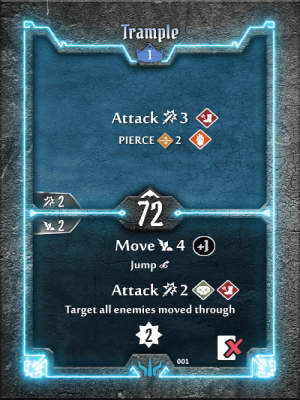 Trample
1
Attack 3
PIERCE 2
2
72
2
Move 4 +1
Jump
Attack 2
Target all enemies moved through
2
001